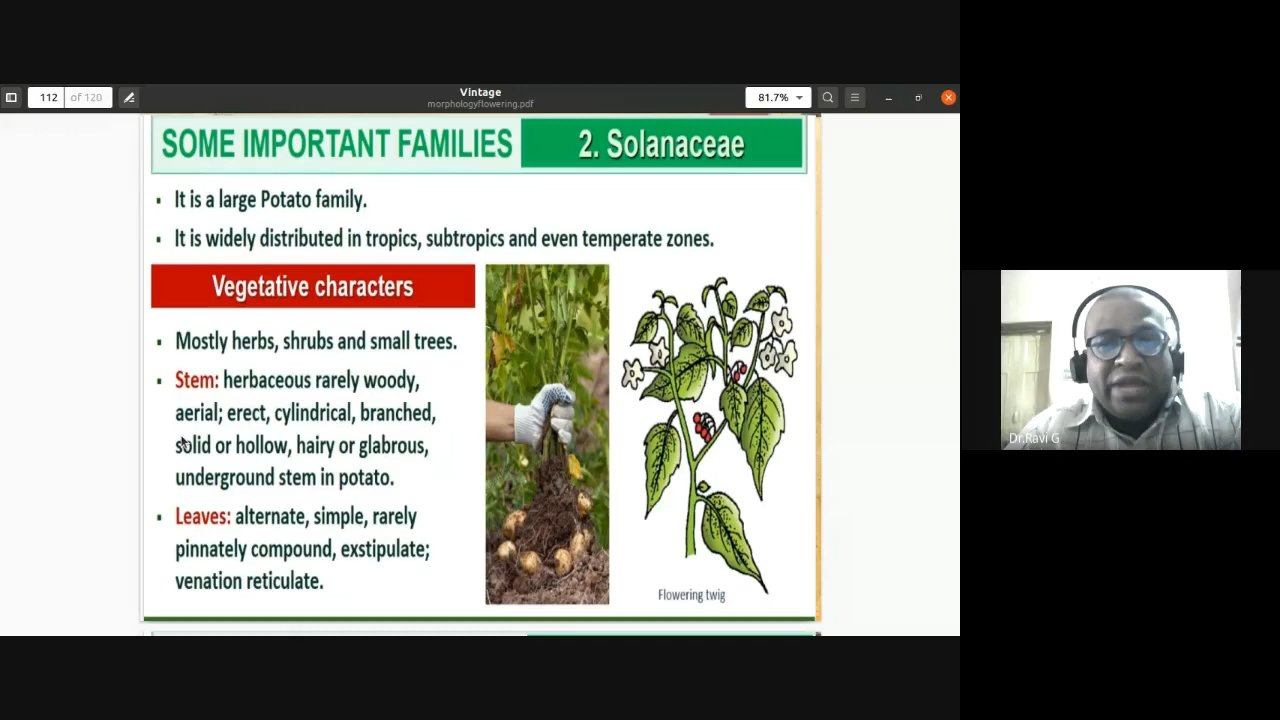 112 of 120
Vintage
morphologyflowering.pdf
81.7%
SOME IMPORTANT FAMILIES
2. Solanaceae
▪ It is a large Potato family.
▪ It is widely distributed in tropics, subtropics and even temperate zones.
Vegetative characters
▪ Mostly herbs, shrubs and small trees.
▪ Stem: herbaceous rarely woody,
aerial; erect, cylindrical, branched,
solid or hollow, hairy or glabrous,
underground stem in potato.
▪ Leaves: alternate, simple, rarely
pinnately compound, exstipulate;
venation reticulate.
Flowering twig
Dr.Ravi G